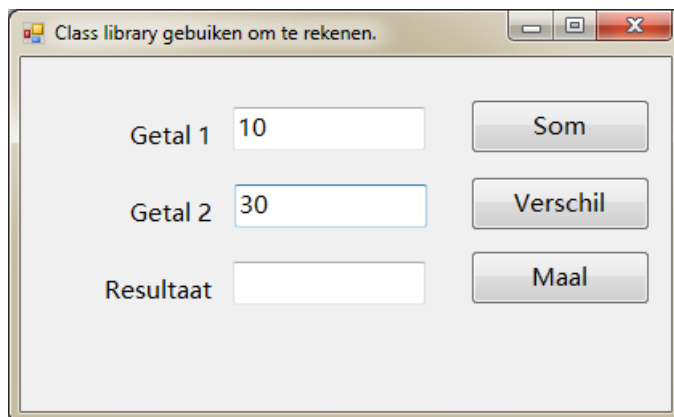 Class library gebuiken om te rekenen.
Getal 1 10 Som
Getal 2 30 Verschil
Resultaat Maal